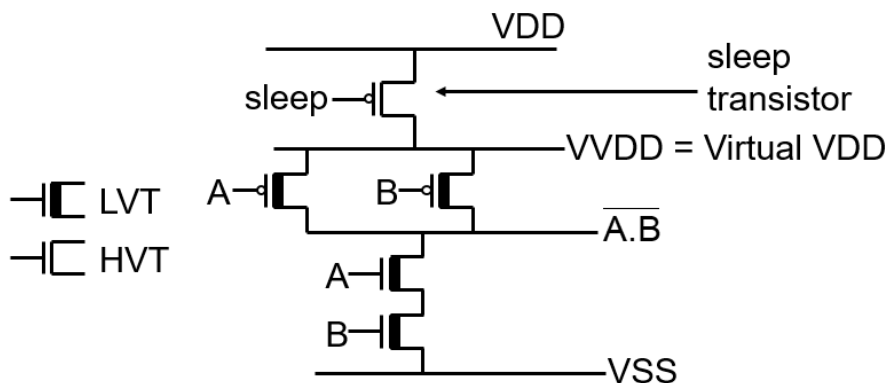 VDD
sleep
sleep
transistor
VVDD = Virtual VDD
A
B
LVT
A.B
HVT
A
B
VSS